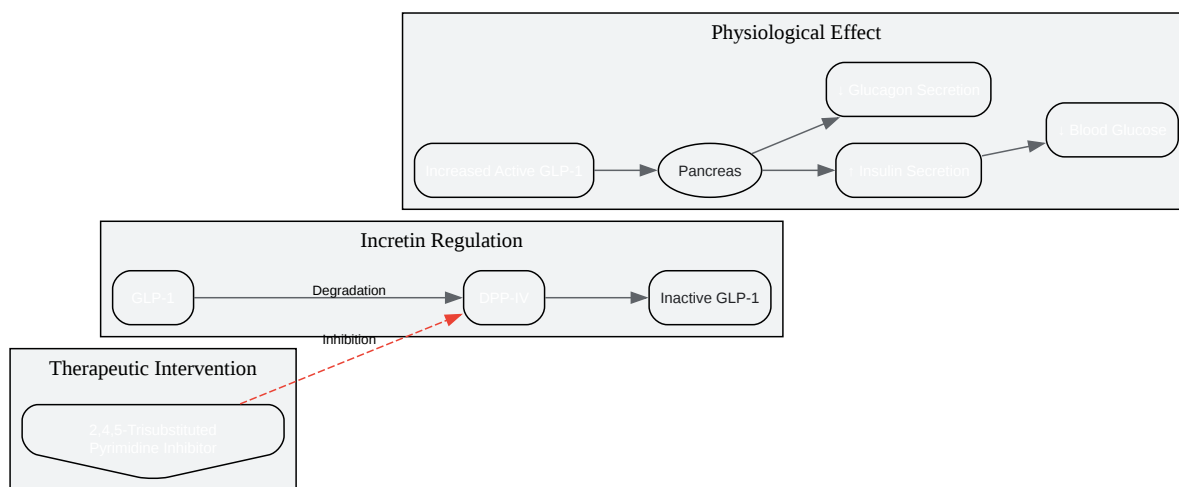 Physiological Effect
↓ Glucagon Secretion
↓ Blood Glucose
Increased Active GLP-1
Pancreas
↑ Insulin Secretion
Incretin Regulation
GLP-1
Degradation
DPP-IV
Inactive GLP-1
Inhibition
Therapeutic Intervention
2,4,5-Trisubstituted
Pyrimidine Inhibitor